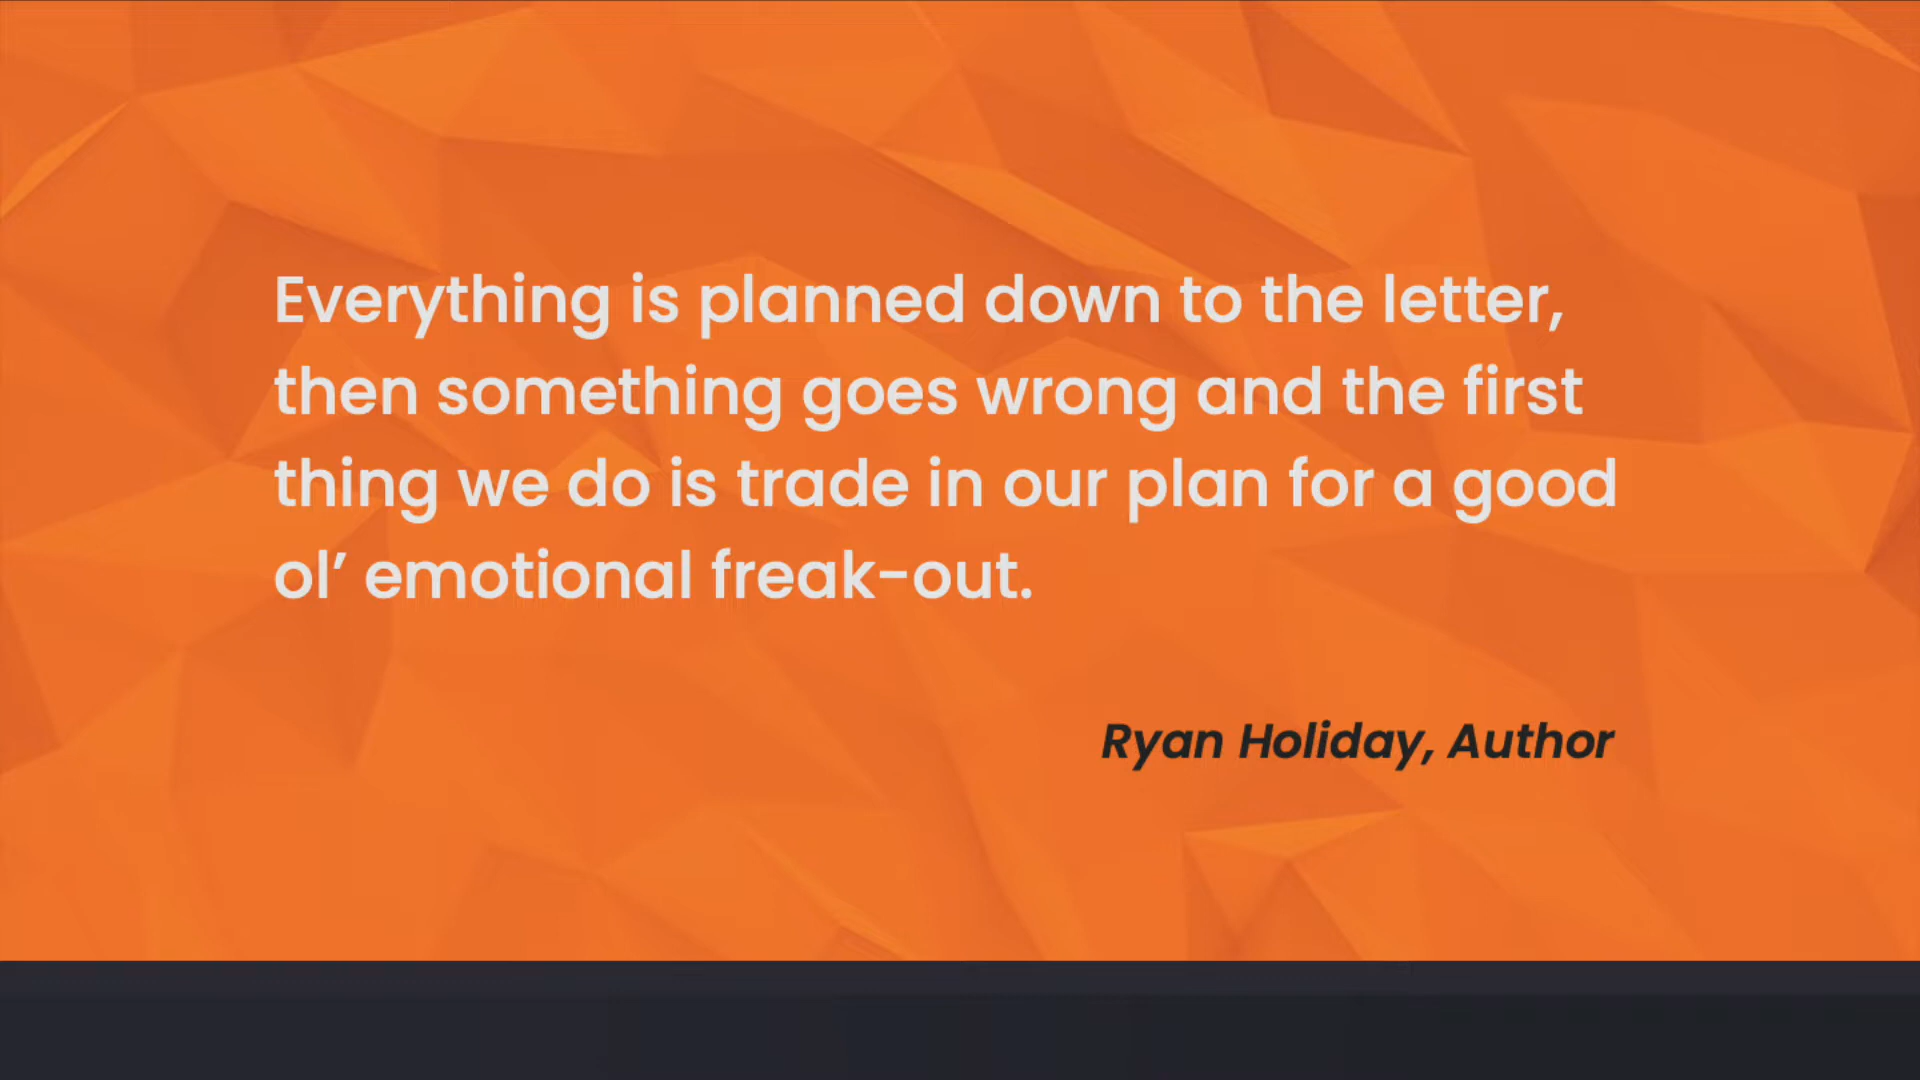 Everything is planned down to the letter,
then something goes wrong and the first
thing we do is trade in our plan for a good
ol’ emotional freak-out.
Ryan Holiday, Author